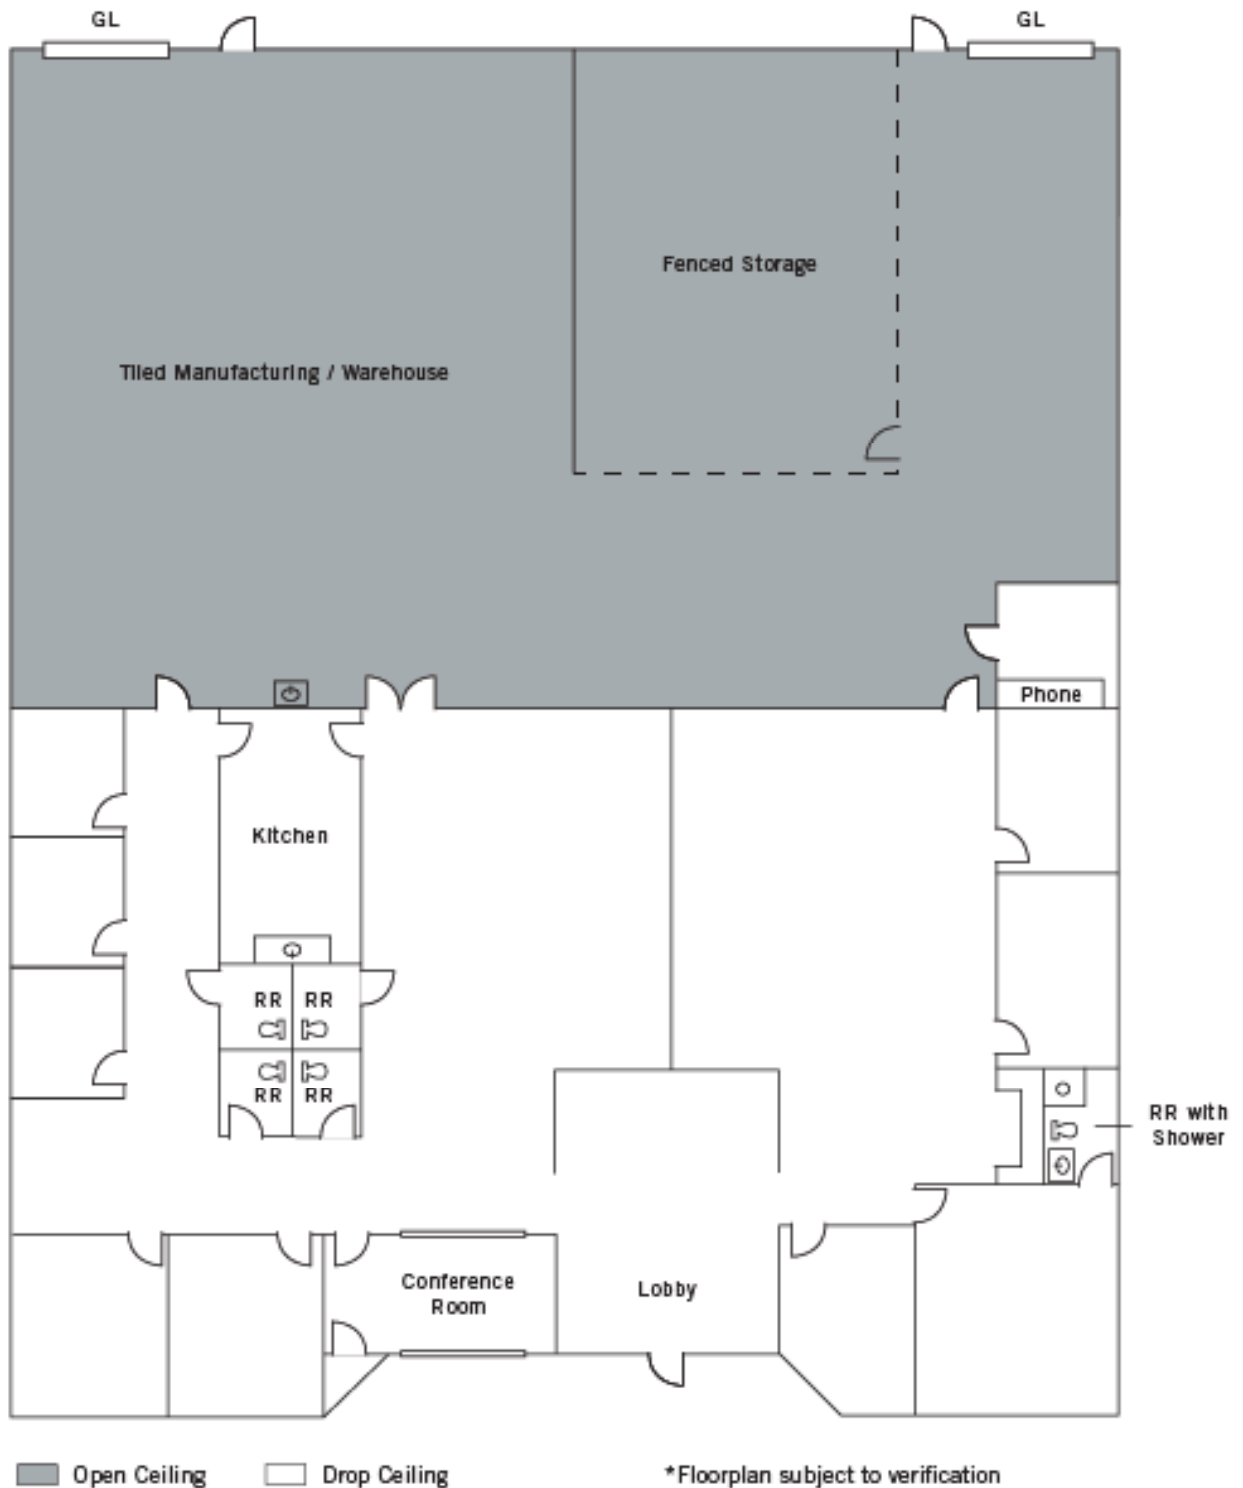 GL
GL
Fenced Storage
Tiled Manufacturing / Warehouse
Phone
Kitchen
RR RR
RR RR
RR with
Shower
Conference
Room
Lobby
Open Ceiling
Drop Ceiling
*Floorplan subject to verification